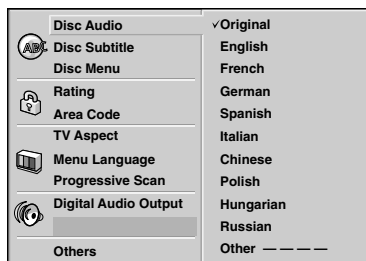 Disc Audio
Disc Subtitle
Disc Menu
Rating
Area Code
TV Aspect
Menu Language
Progressive Scan
Digital Audio Output
Others
✓Original
English
French
German
Spanish
Italian
Chinese
Polish
Hungarian
Russian
Other — — — —
ABC
A
?